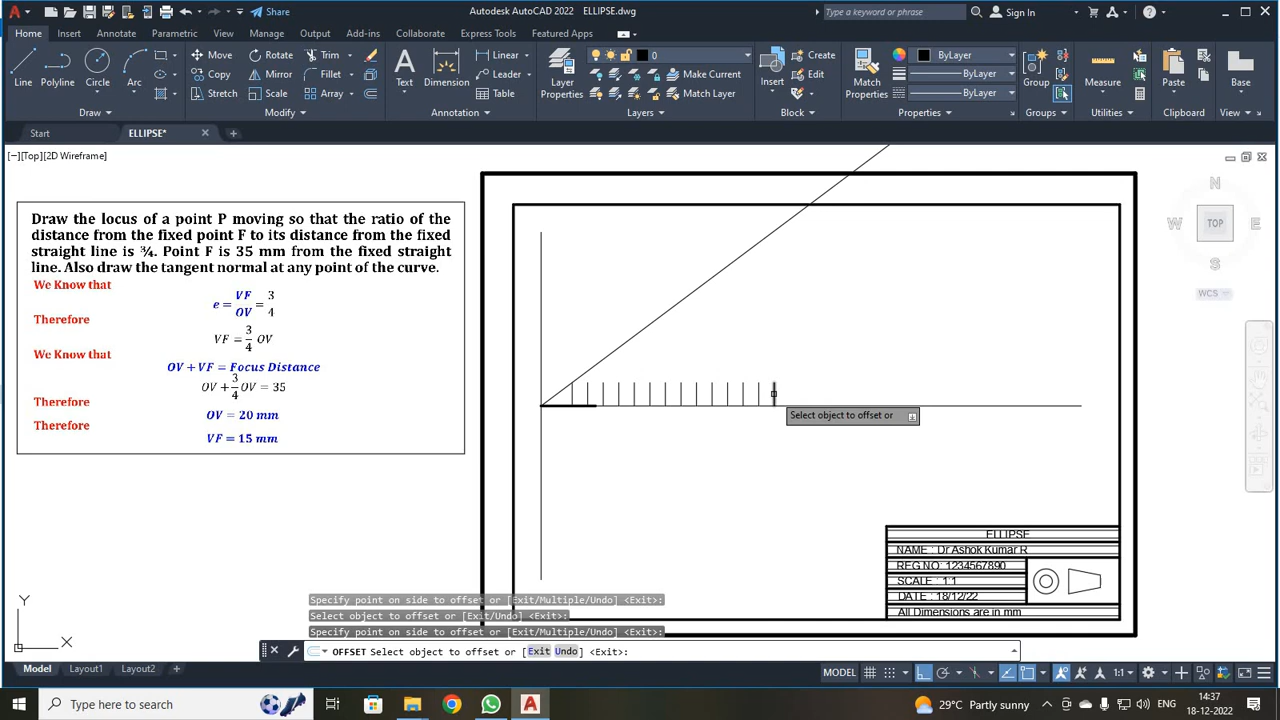 Share
Autodesk AutoCAD 2022 ELLIPSE.dwg
Type a keyword or phrase
Sign In
Home Insert Annotate Parametric View Manage Output Add-ins Collaborate Express Tools Featured Apps
Line
Polyline
Circle
Arc
Draw
Move
Rotate
Trim
Copy
Mirror
Fillet
Stretch
Scale
Array
Modify
Text
Dimension
Linear
Leader
Table
Annotation
Layer
Properties
0
Make Current
Match Layer
Layers
Insert
Create
Edit
Block
Match
Properties
ByLayer
ByLayer
ByLayer
Properties
Group
Groups
Measure
Utilities
Paste
Clipboard
Base
View
Start
ELLIPSE*
[−][Top][2D Wireframe]
N
W
TOP
E
S
WCS
Draw the locus of a point P moving so that the ratio of the
distance from the fixed point F to its distance from the fixed
straight line is ¾. Point F is 35 mm from the fixed straight
line. Also draw the tangent normal at any point of the curve.
We Know that
e = VF/OV = 3/4
Therefore
VF = 3/4 OV
We Know that
OV + VF = Focus Distance
OV + 3/4 OV = 35
Therefore
OV = 20 mm
Therefore
VF = 15 mm
Select object to offset or
ELLIPSE
NAME : Dr Ashok Kumar R
REG NO: 1234567890
SCALE : 1:1
DATE : 18/12/22
All Dimensions are in mm
Y
X
Specify point on side to offset or [Exit/Multiple/Undo] <Exit>:
Select object to offset or [Exit/Undo] <Exit>:
Specify point on side to offset or [Exit/Multiple/Undo] <Exit>:
OFFSET Select object to offset or [Exit Undo] <Exit>:
Model Layout1 Layout2
MODEL
1:1
Type here to search
29°C Partly sunny
ENG
14:37
18-12-2022